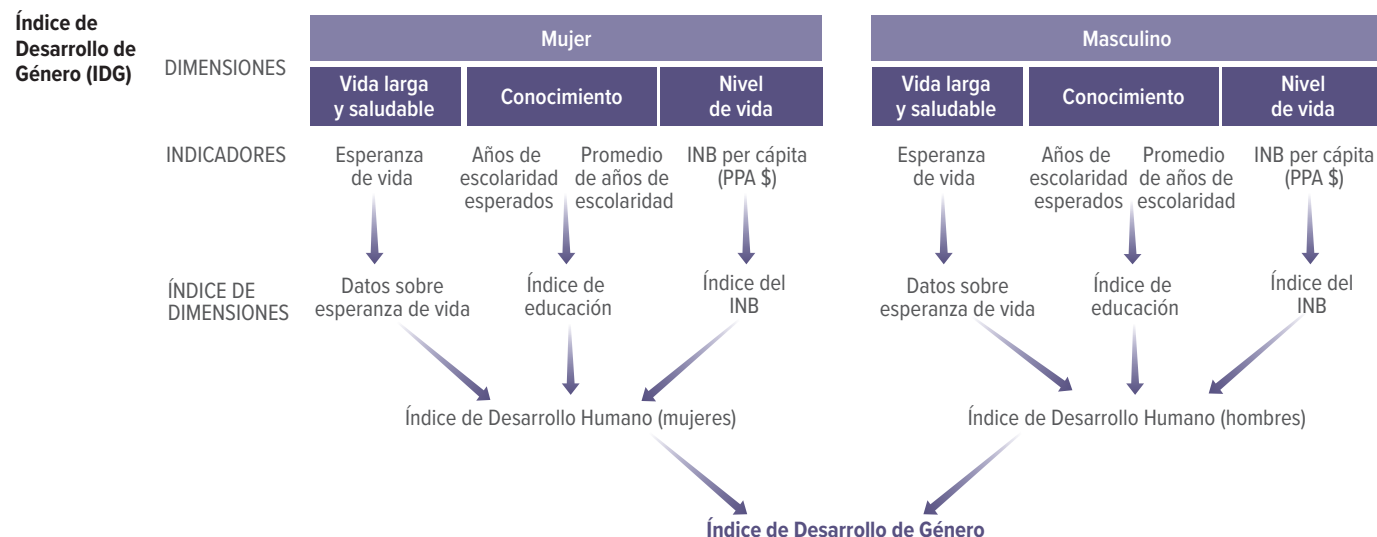 Índice de
Desarrollo de
Género (IDG)
DIMENSIONES
Mujer
Masculino
Vida larga
y saludable
Conocimiento
Nivel
de vida
Vida larga
y saludable
Conocimiento
Nivel
de vida
INDICADORES
Esperanza
de vida
Años de
escolaridad
esperados
Promedio
de años de
escolaridad
INB per cápita
(PPA $)
Esperanza
de vida
Años de
escolaridad
esperados
Promedio
de años de
escolaridad
INB per cápita
(PPA $)
ÍNDICE DE
DIMENSIONES
Datos sobre
esperanza de vida
Índice de
educación
Índice del
INB
Datos sobre
esperanza de vida
Índice de
educación
Índice del
INB
Índice de Desarrollo Humano (mujeres)
Índice de Desarrollo Humano (hombres)
Índice de Desarrollo de Género